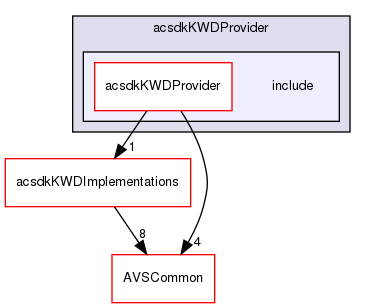 acsdkKWDProvider
acsdkKWDProvider
include
1
acsdkKWDImplementations
8
4
AVSCommon